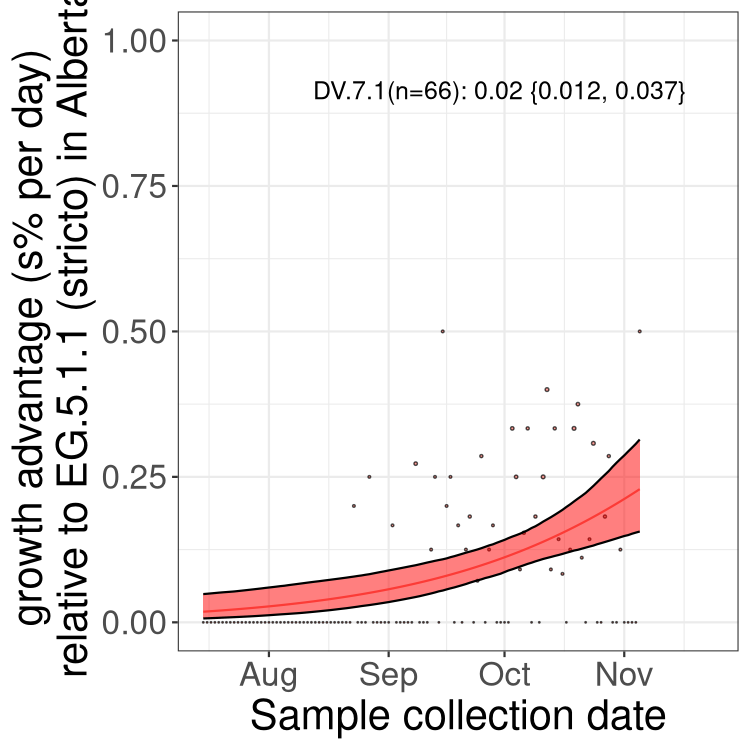 growth advantage (s% per day)
relative to EG.5.1.1 (stricto) in Alberta
1.00
0.75
0.50
0.25
0.00
DV.7.1(n=66): 0.02 {0.012, 0.037}
Aug Sep Oct Nov
Sample collection date